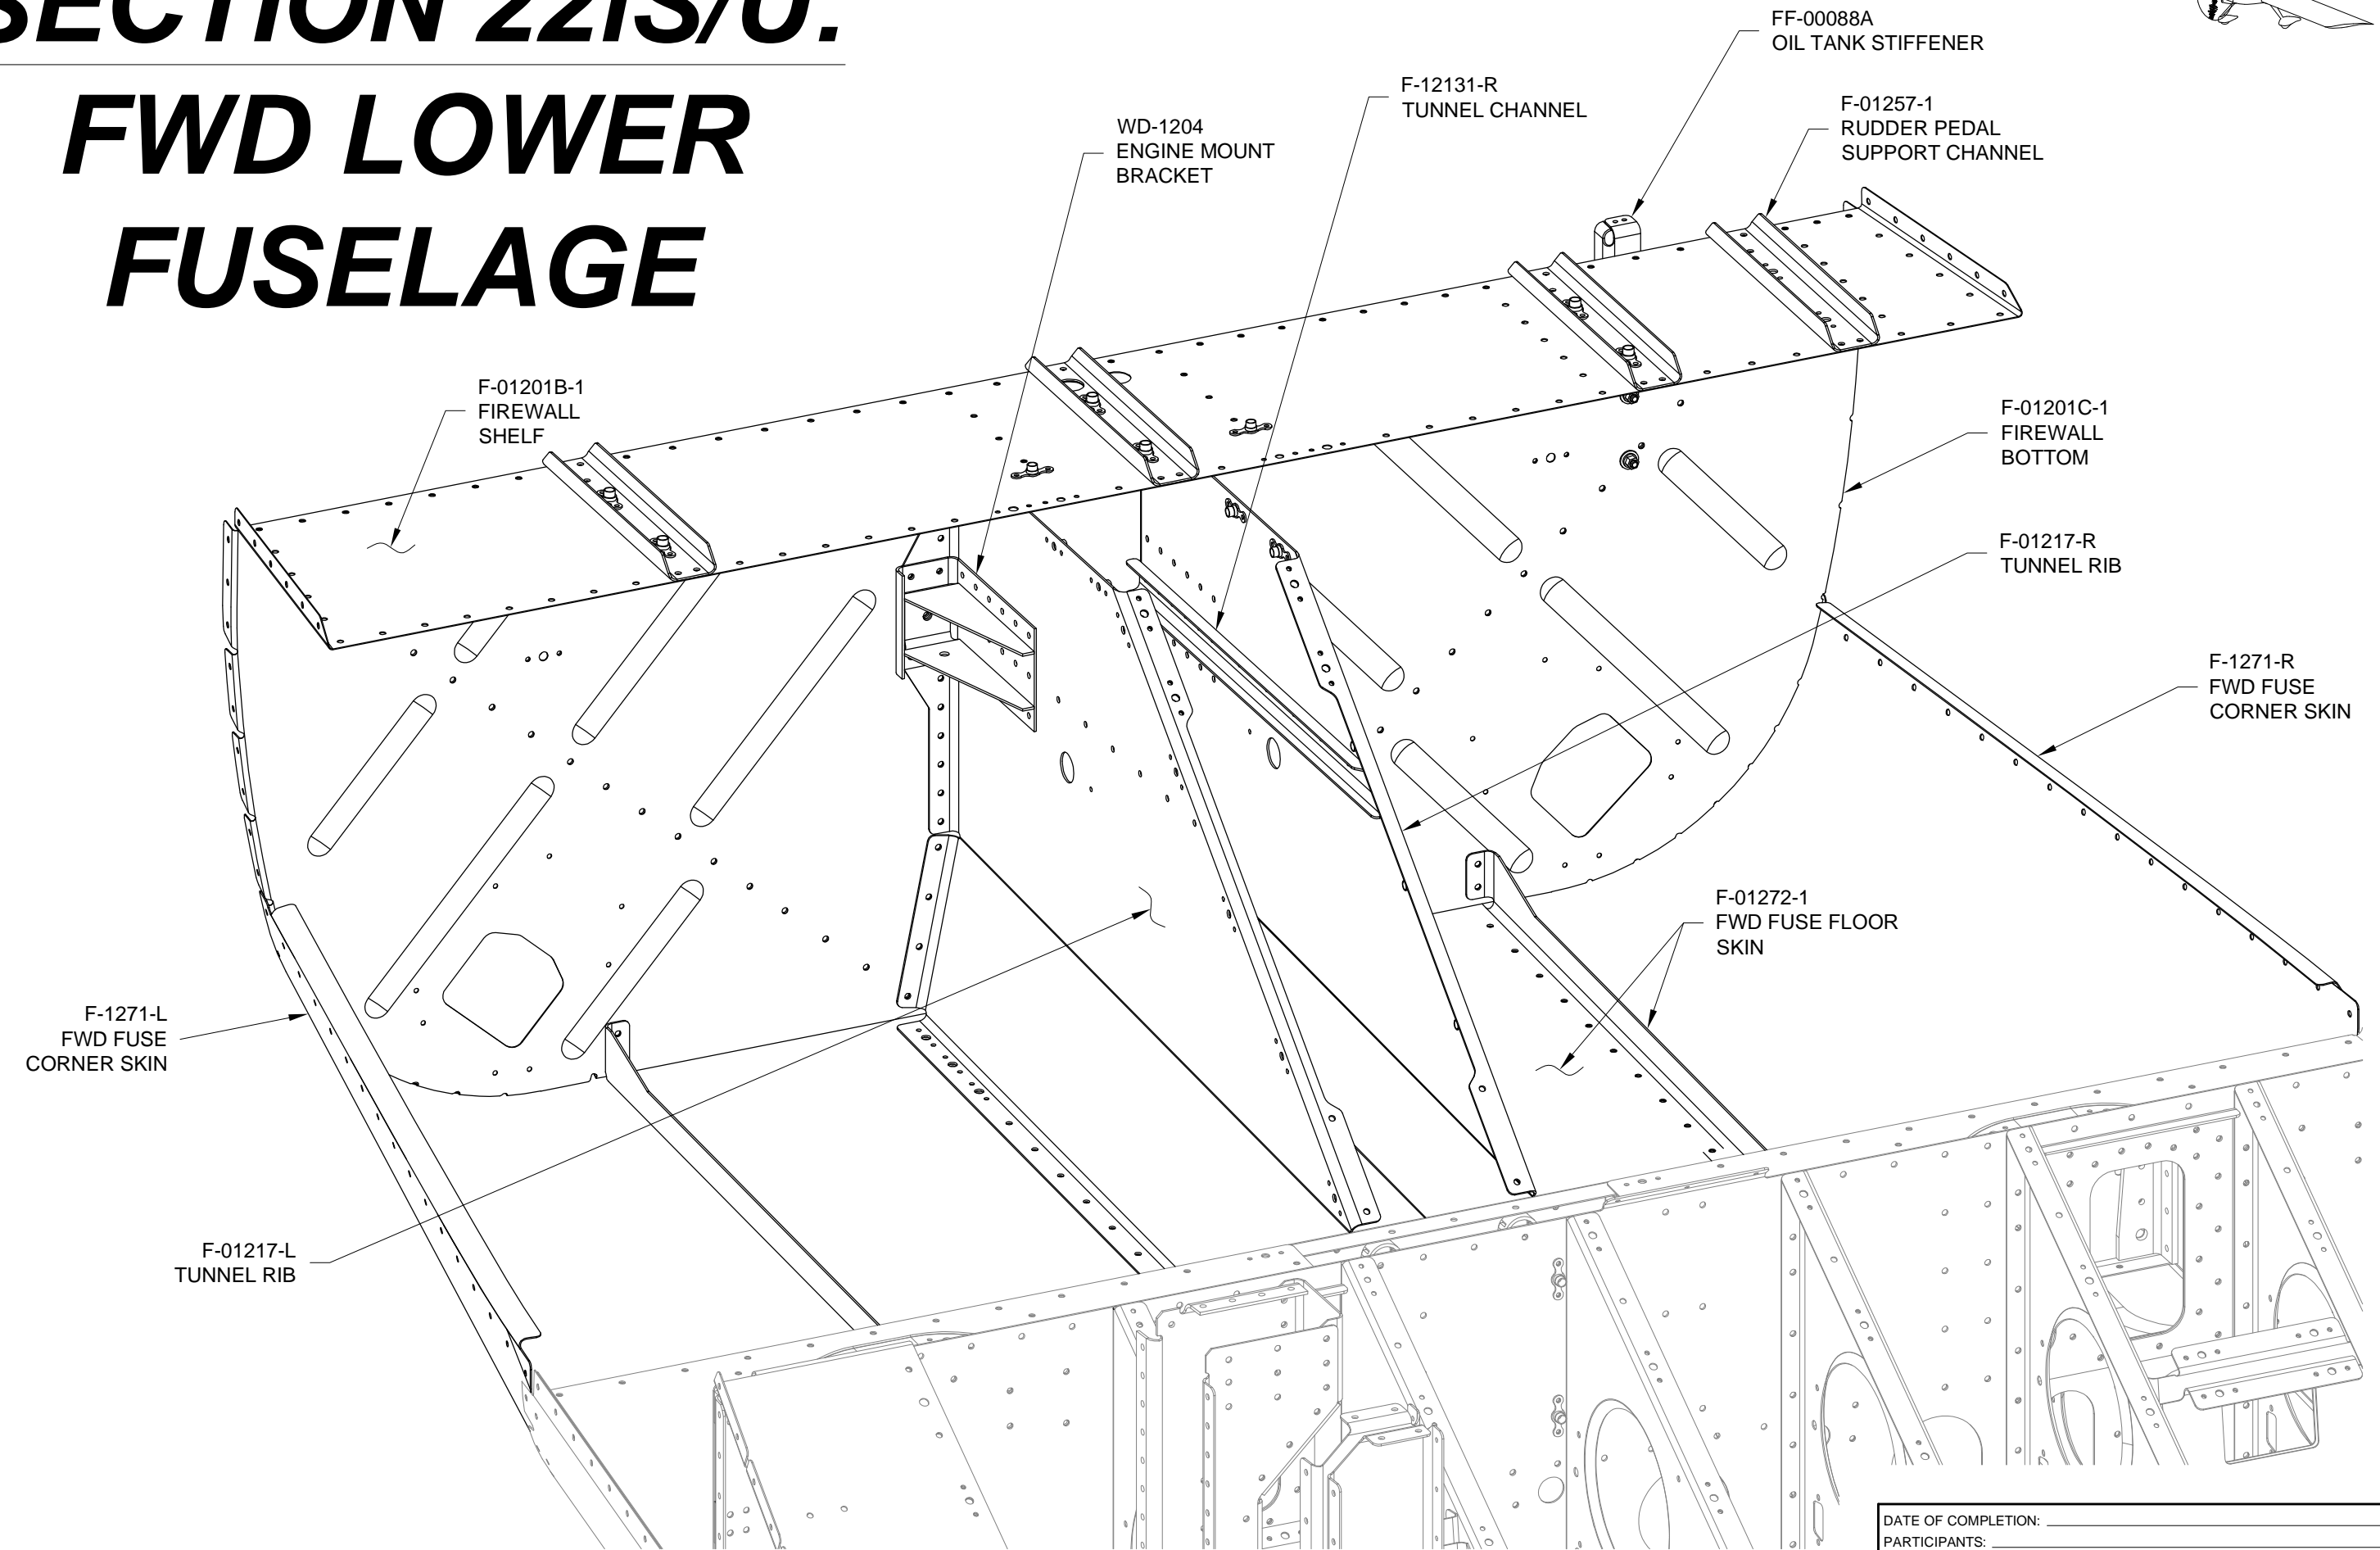 SECTION 22IS/U.
FWD LOWER
FUSELAGE
FF-00088A
OIL TANK STIFFENER
F-12131-R
TUNNEL CHANNEL
F-01257-1
RUDDER PEDAL
SUPPORT CHANNEL
WD-1204
ENGINE MOUNT
BRACKET
F-01201B-1
FIREWALL
SHELF
F-01201C-1
FIREWALL
BOTTOM
F-01217-R
TUNNEL RIB
F-1271-R
FWD FUSE
CORNER SKIN
F-01272-1
FWD FUSE FLOOR
SKIN
F-1271-L
FWD FUSE
CORNER SKIN
F-01217-L
TUNNEL RIB
DATE OF COMPLETION:
PARTICIPANTS: